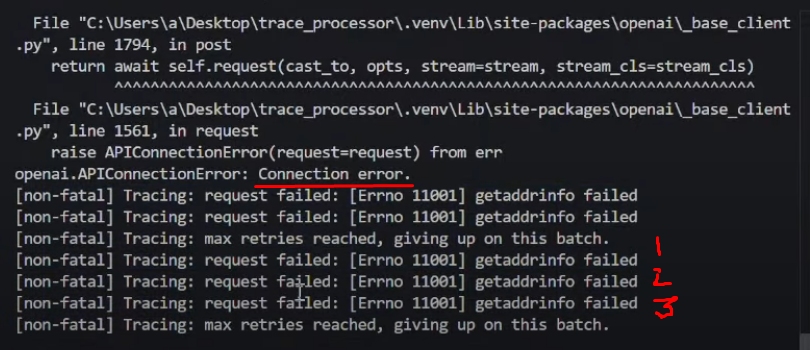 File "C:\Users\a\Desktop\trace_processor\.venv\Lib\site-packages\openai\_base_client
.py", line 1794, in post
return await self.request(cast_to, opts, stream=stream, stream_cls=stream_cls)
^^^^^^^^^^^^^^^^^^^^^^^^^^^^^^^^^^^^^^^^^^^^^^^^^^^^^^^^^^^^^^^^^^^^^^^
File "C:\Users\a\Desktop\trace_processor\.venv\Lib\site-packages\openai\_base_client
.py", line 1561, in request
raise APIConnectionError(request=request) from err
openai.APIConnectionError: Connection error.
[non-fatal] Tracing: request failed: [Errno 11001] getaddrinfo failed
[non-fatal] Tracing: request failed: [Errno 11001] getaddrinfo failed
[non-fatal] Tracing: max retries reached, giving up on this batch.
[non-fatal] Tracing: request failed: [Errno 11001] getaddrinfo failed 1
[non-fatal] Tracing: request failed: [Errno 11001] getaddrinfo failed 2
[non-fatal] Tracing: request failed: [Errno 11001] getaddrinfo failed 3
[non-fatal] Tracing: max retries reached, giving up on this batch.